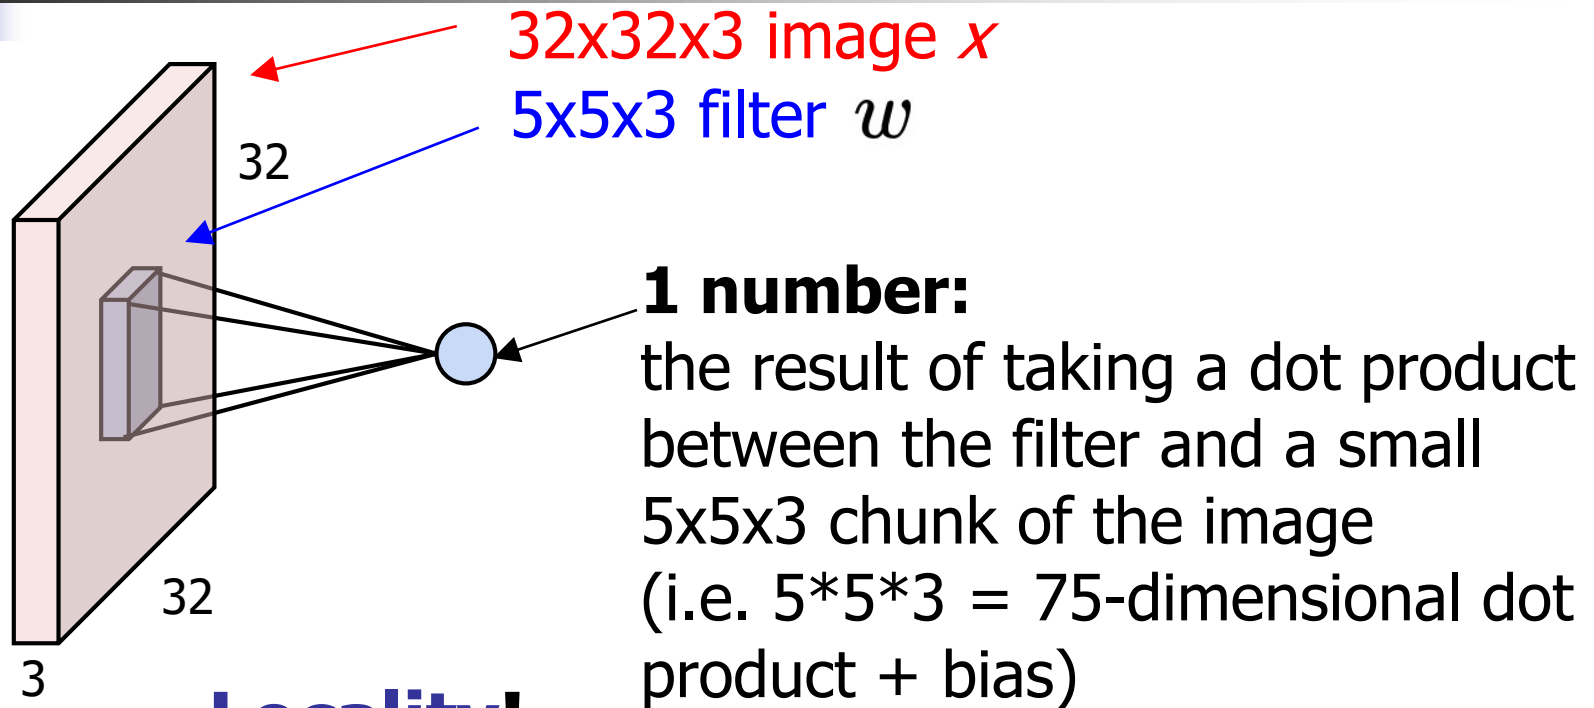 32x32x3 image x
5x5x3 filter w
32
1 number:
the result of taking a dot product
between the filter and a small
5x5x3 chunk of the image
(i.e. 5*5*3 = 75-dimensional dot
product + bias)
32
3
Locality!